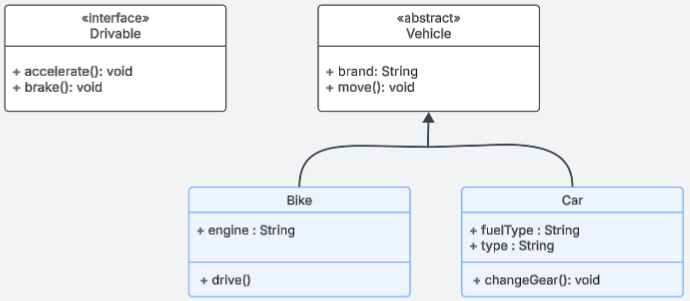 «interface»
Drivable
+ accelerate(): void
+ brake(): void
«abstract»
Vehicle
+ brand: String
+ move(): void
Bike
+ engine : String
+ drive()
Car
+ fuelType : String
+ type : String
+ changeGear(): void